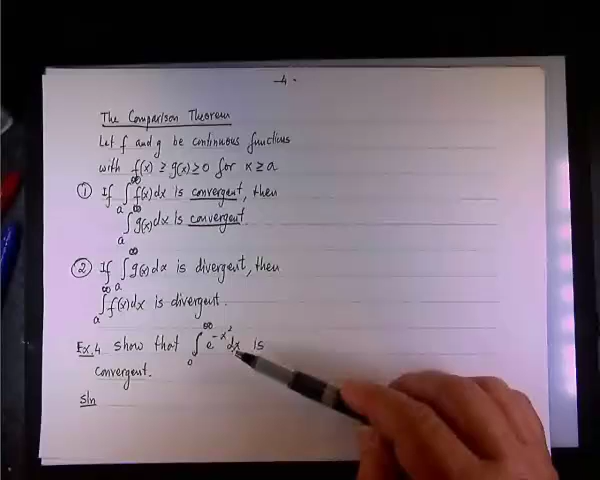 -4-
The Comparison Theorem
Let f and g be continuous functions
with f(x) ≥ g(x) ≥ 0 for x ≥ a
① If ∫_a^∞ f(x) dx is convergent, then
∫_a^∞ g(x) dx is convergent.
② If ∫_a^∞ g(x) dx is divergent, then
∫_a^∞ f(x) dx is divergent.
Ex.4 show that ∫_0^∞ e^{-x^2} dx is
convergent.
sln